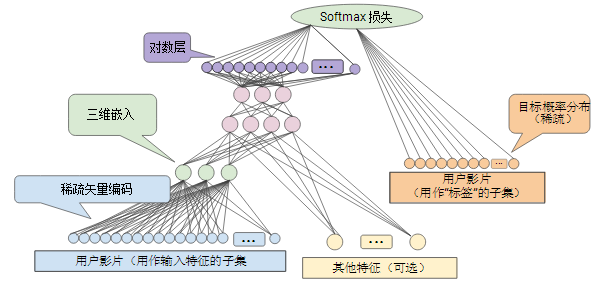 Softmax 损失
对数层
...
三维嵌入
目标概率分布
（稀疏）
...
稀疏矢量编码
用户影片
（用作“标签”的子集）
...
...
用户影片（用作输入特征的子集
其他特征（可选）